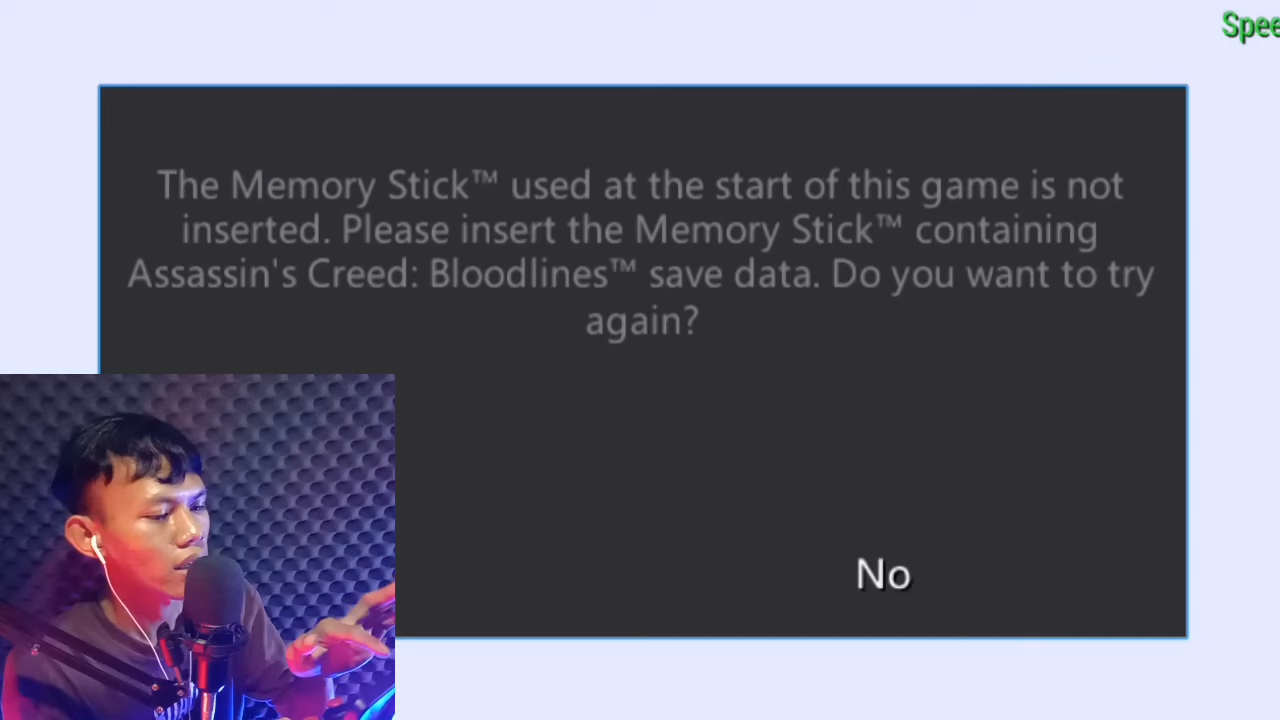 Spee
The Memory Stick™ used at the start of this game is not
inserted. Please insert the Memory Stick™ containing
Assassin's Creed: Bloodlines™ save data. Do you want to try
again?
No